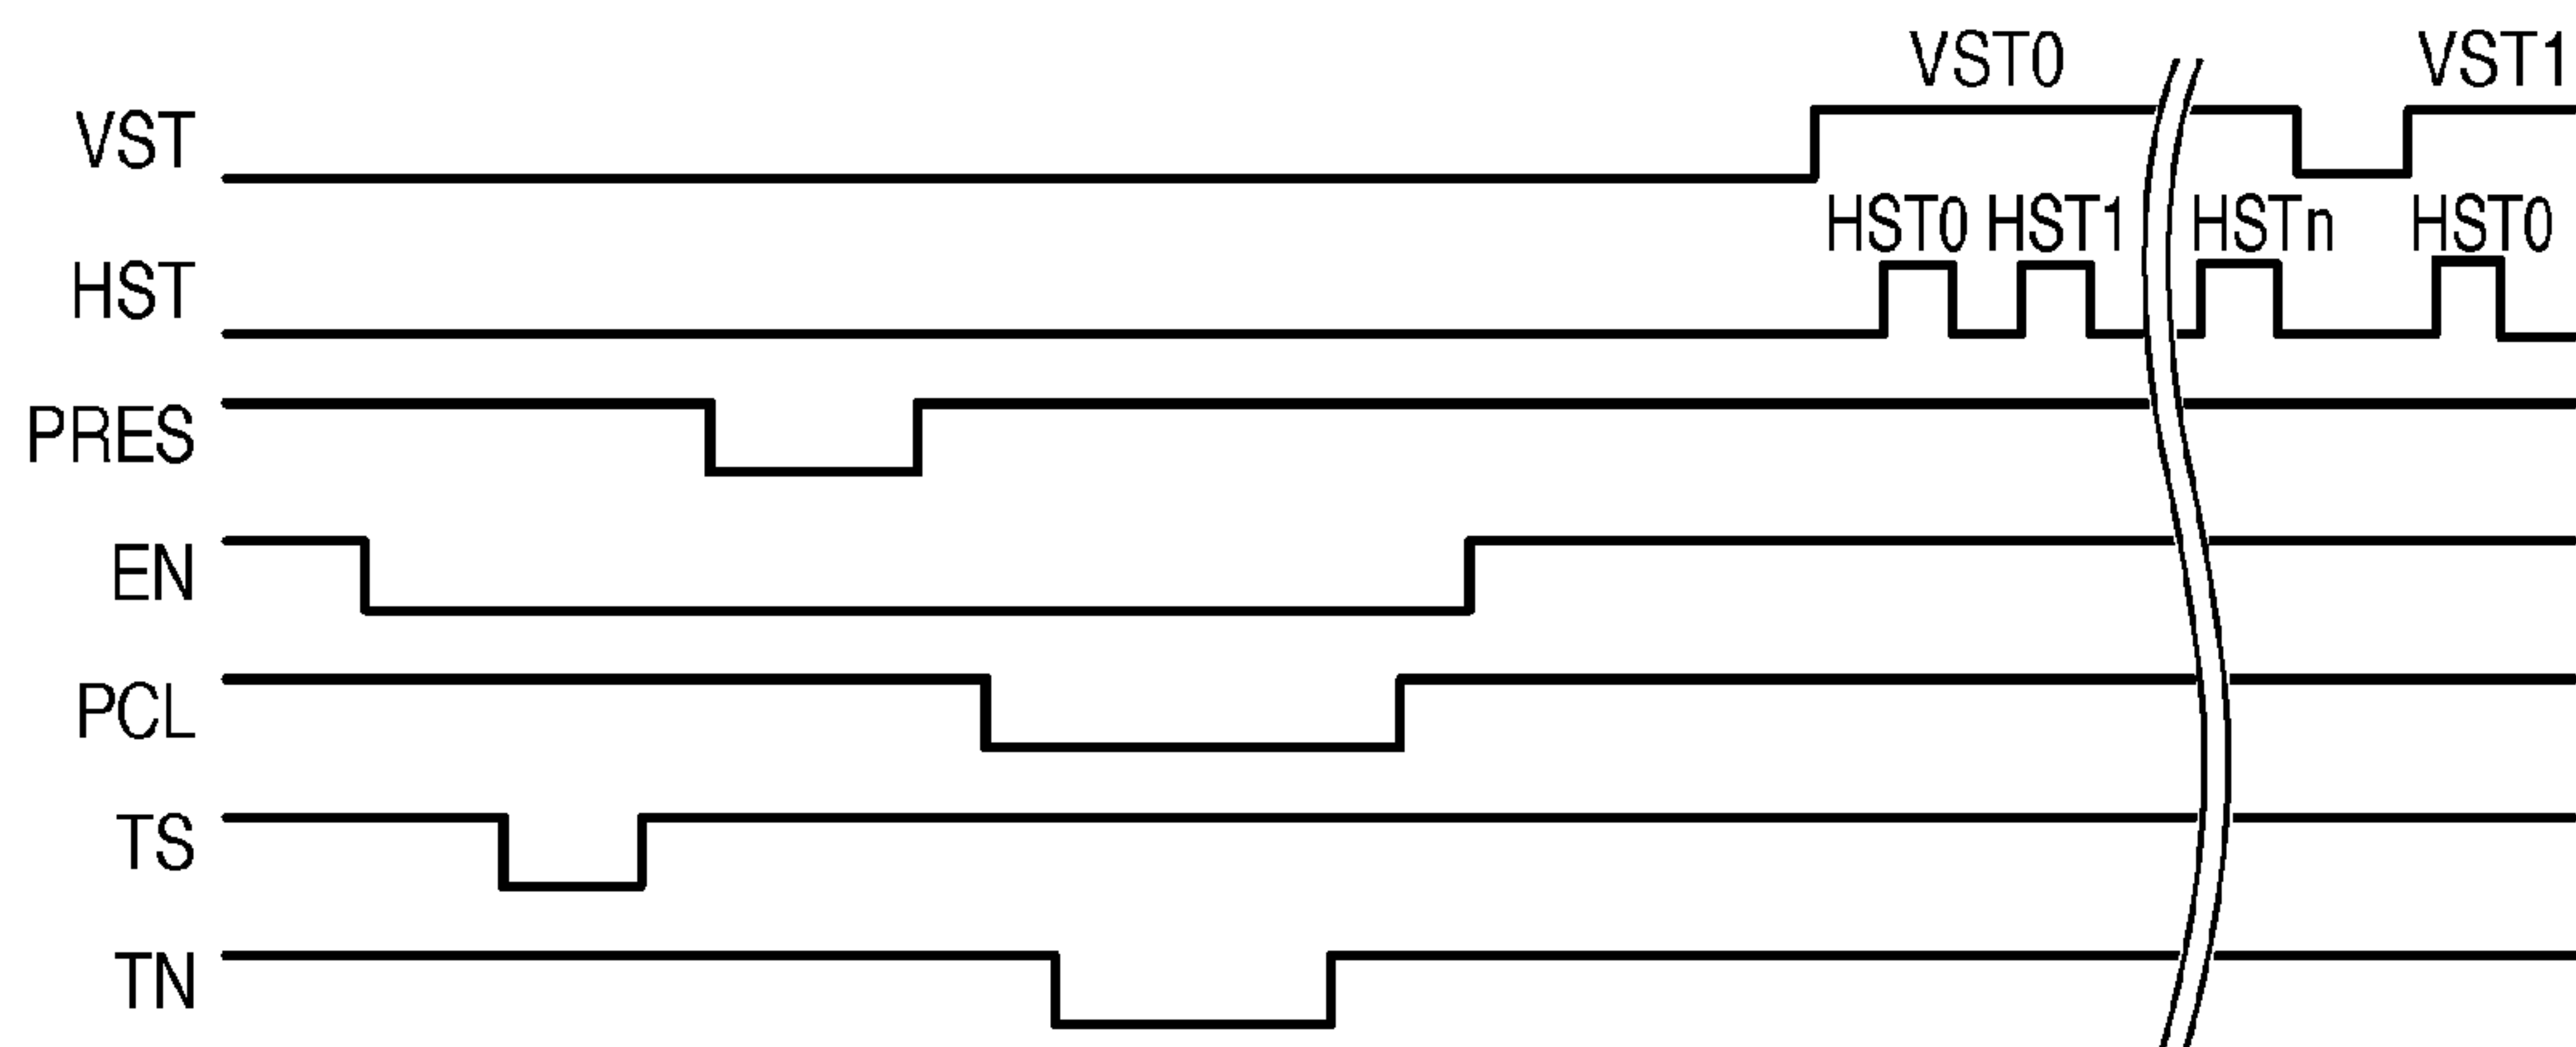 VST0 VST1
VST
HST0 HST1 HSTn HST0
HST
PRES
EN
PCL
TS
TN